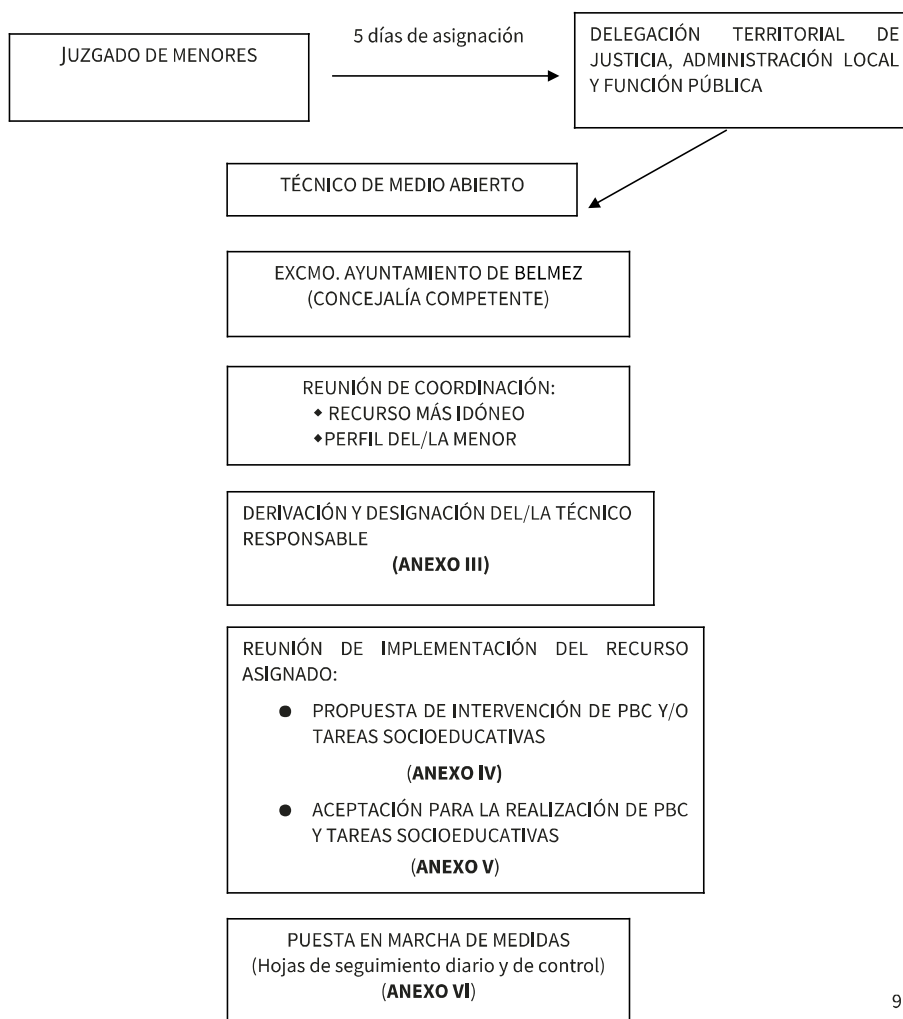 JUZGADO DE MENORES
5 días de asignación
DELEGACIÓN TERRITORIAL DE
JUSTICIA, ADMINISTRACIÓN LOCAL
Y FUNCIÓN PÚBLICA
TÉCNICO DE MEDIO ABIERTO
EXCMO. AYUNTAMIENTO DE BELMEZ
(CONCEJALÍA COMPETENTE)
REUNIÓN DE COORDINACIÓN:
◆ RECURSO MÁS IDÓNEO
◆PERFIL DEL/LA MENOR
DERIVACIÓN Y DESIGNACIÓN DEL/LA TÉCNICO
RESPONSABLE
(ANEXO III)
REUNIÓN DE IMPLEMENTACIÓN DEL RECURSO
ASIGNADO:
● PROPUESTA DE INTERVENCIÓN DE PBC Y/O
TAREAS SOCIOEDUCATIVAS
(ANEXO IV)
● ACEPTACIÓN PARA LA REALIZACIÓN DE PBC
Y TAREAS SOCIOEDUCATIVAS
(ANEXO V)
PUESTA EN MARCHA DE MEDIDAS
(Hojas de seguimiento diario y de control)
(ANEXO VI)
9